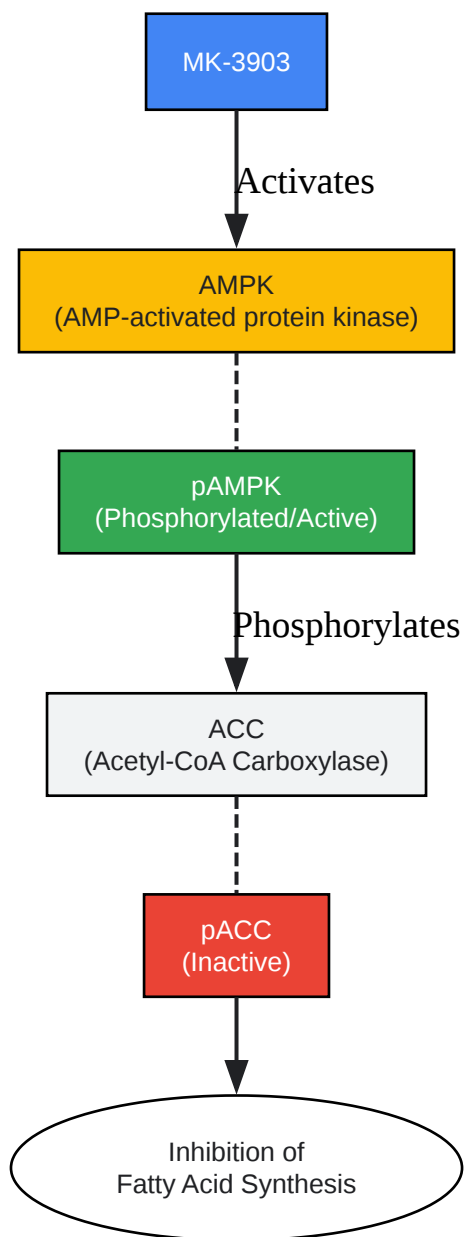 MK-3903
Activates
AMPK
(AMP-activated protein kinase)
pAMPK
(Phosphorylated/Active)
Phosphorylates
ACC
(Acetyl-CoA Carboxylase)
pACC
(Inactive)
Inhibition of
Fatty Acid Synthesis